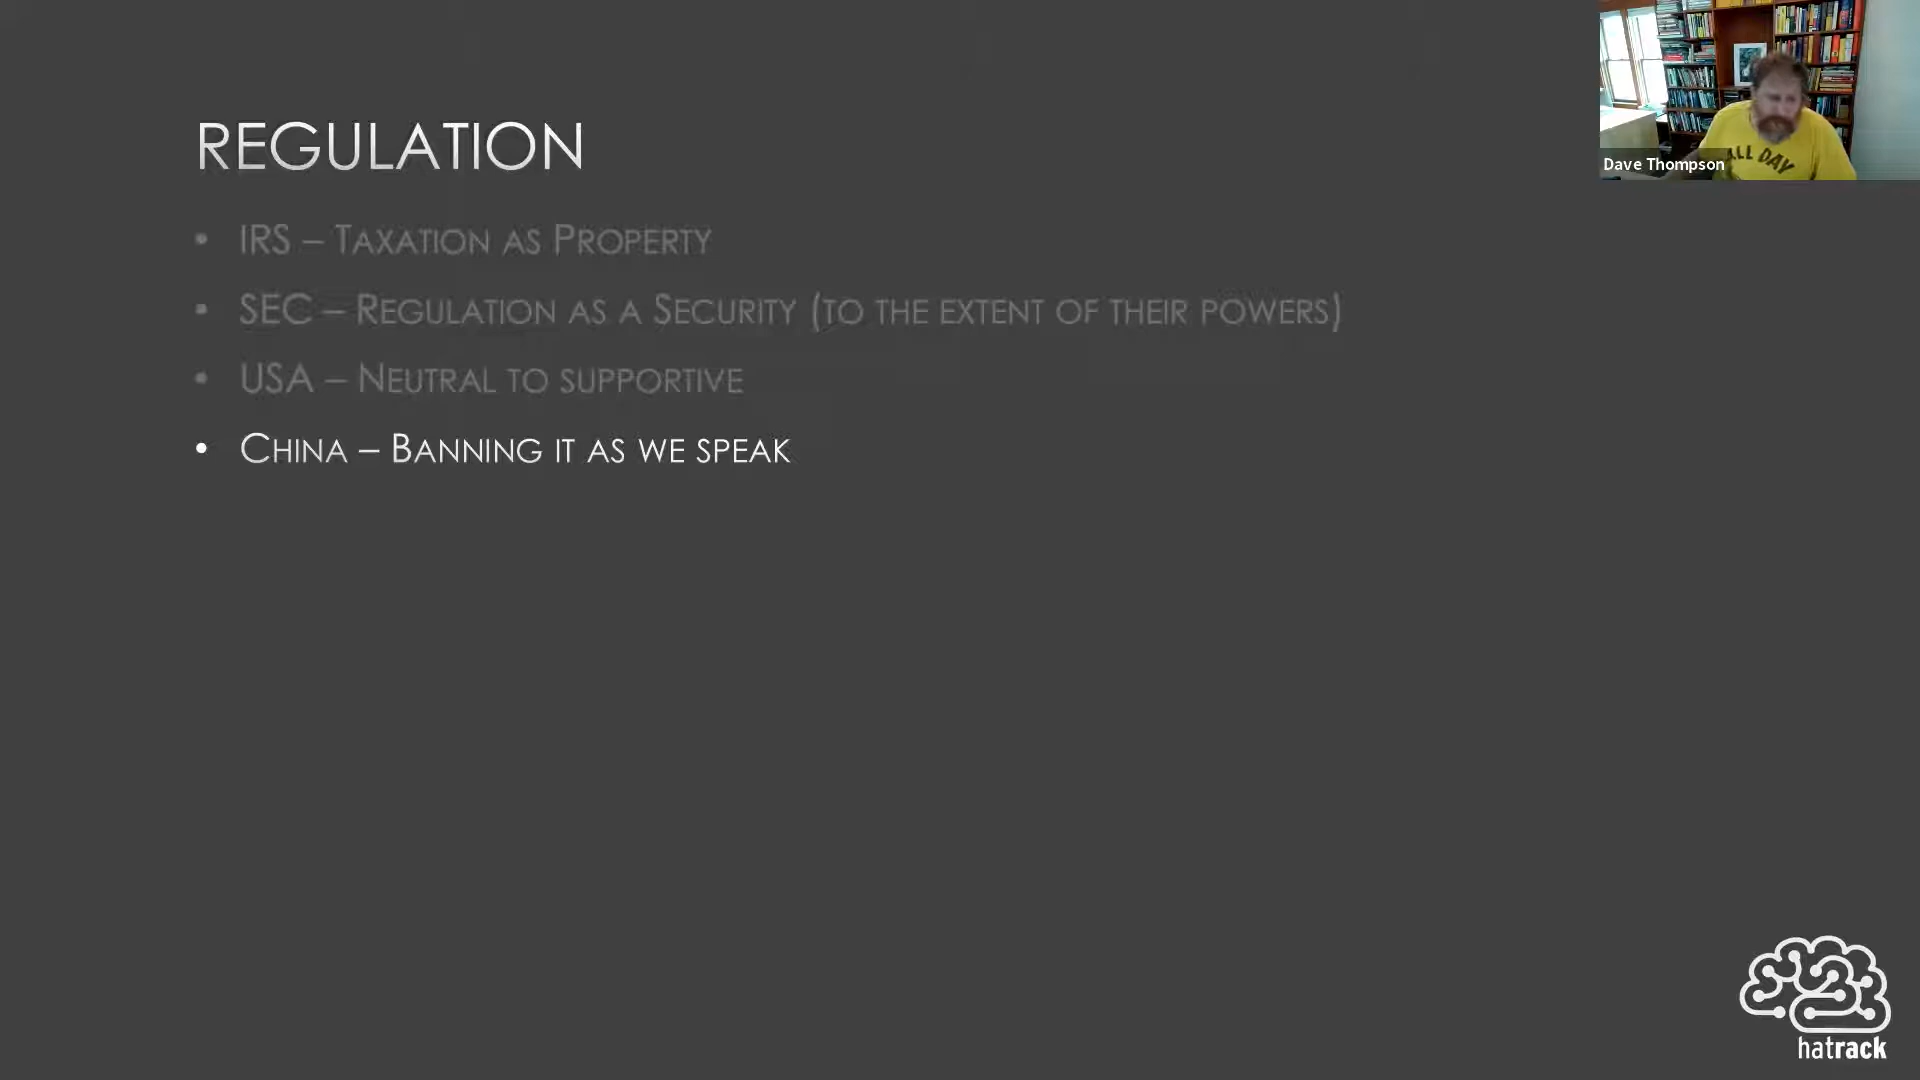 REGULATION
• IRS – Taxation as Property
• SEC – Regulation as a Security (to the extent of their powers)
• USA – Neutral to supportive
• China – Banning it as we speak
ALL DAY
Dave Thompson
hatrack